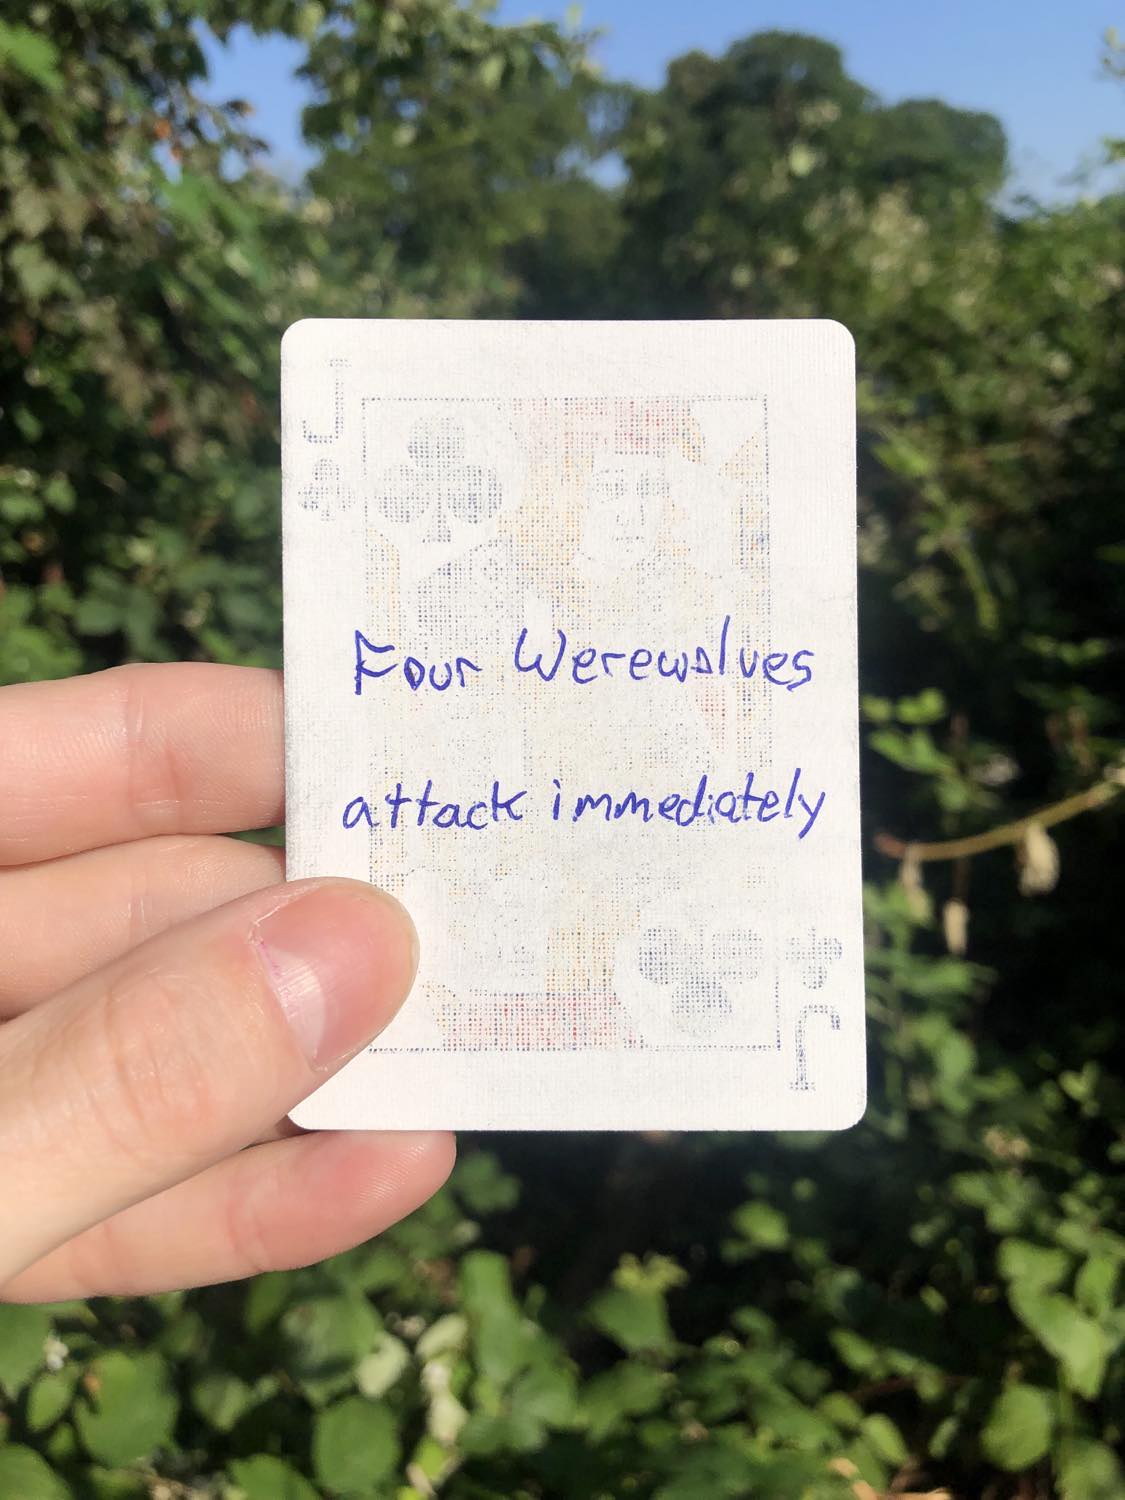 J
Four Werewolves
attack immediately
J